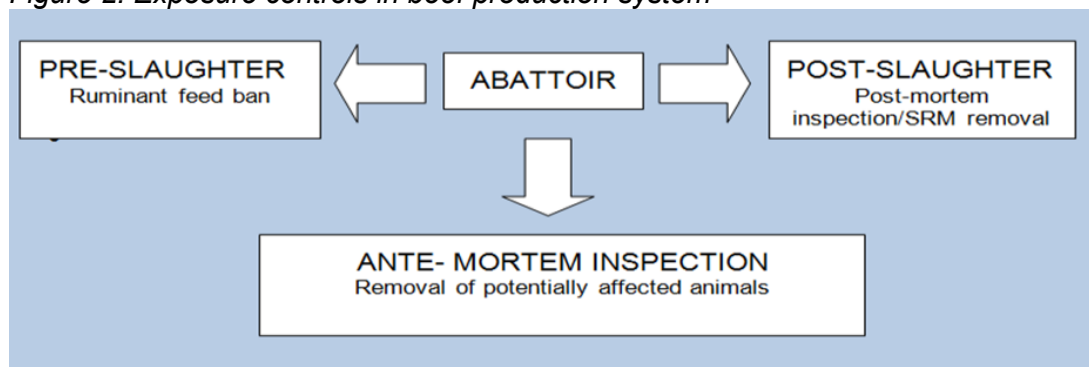 Figure 2: Exposure controls in beef production system
PRE-SLAUGHTER
Ruminant feed ban
ABATTOIR
POST-SLAUGHTER
Post-mortem
inspection/SRM removal
ANTE- MORTEM INSPECTION
Removal of potentially affected animals